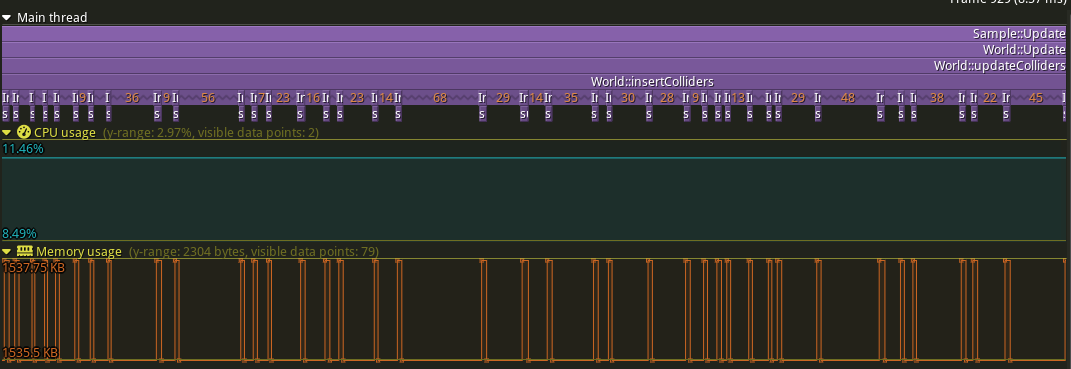 Frame 929 (8.37 ms)
Main thread
Sample::Update
World::Update
World::updateColliders
World::insertColliders
Ir Ir I I Ir Ir 9 Ir Ir 36 Ir 9 Ir 56 Ir 7 Ir 23 Ir 16 Ir Ir 23 Ir 14 Ir 68 Ir 29 Ir 14 Ir 35 Ir Ir 30 Ir 28 Ir 9 Ir Ir Ir 13 Ir Ir Ir 29 Ir 48 Ir Ir Ir 38 Ir Ir 22 Ir 45
CPU usage (y-range: 2.97%, visible data points: 2)
11.46%
8.49%
Memory usage (y-range: 2304 bytes, visible data points: 79)
1537.75 KB
1535.5 KB